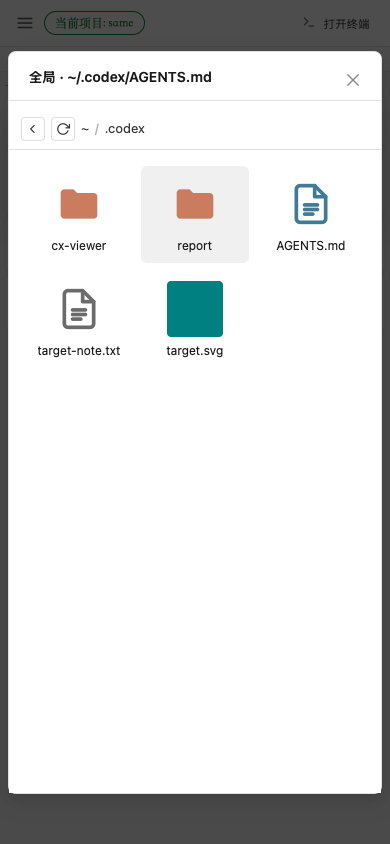 当前项目: same
打开终端
全局 · ~/.codex/AGENTS.md
~ / .codex
cx-viewer
report
AGENTS.md
target-note.txt
target.svg